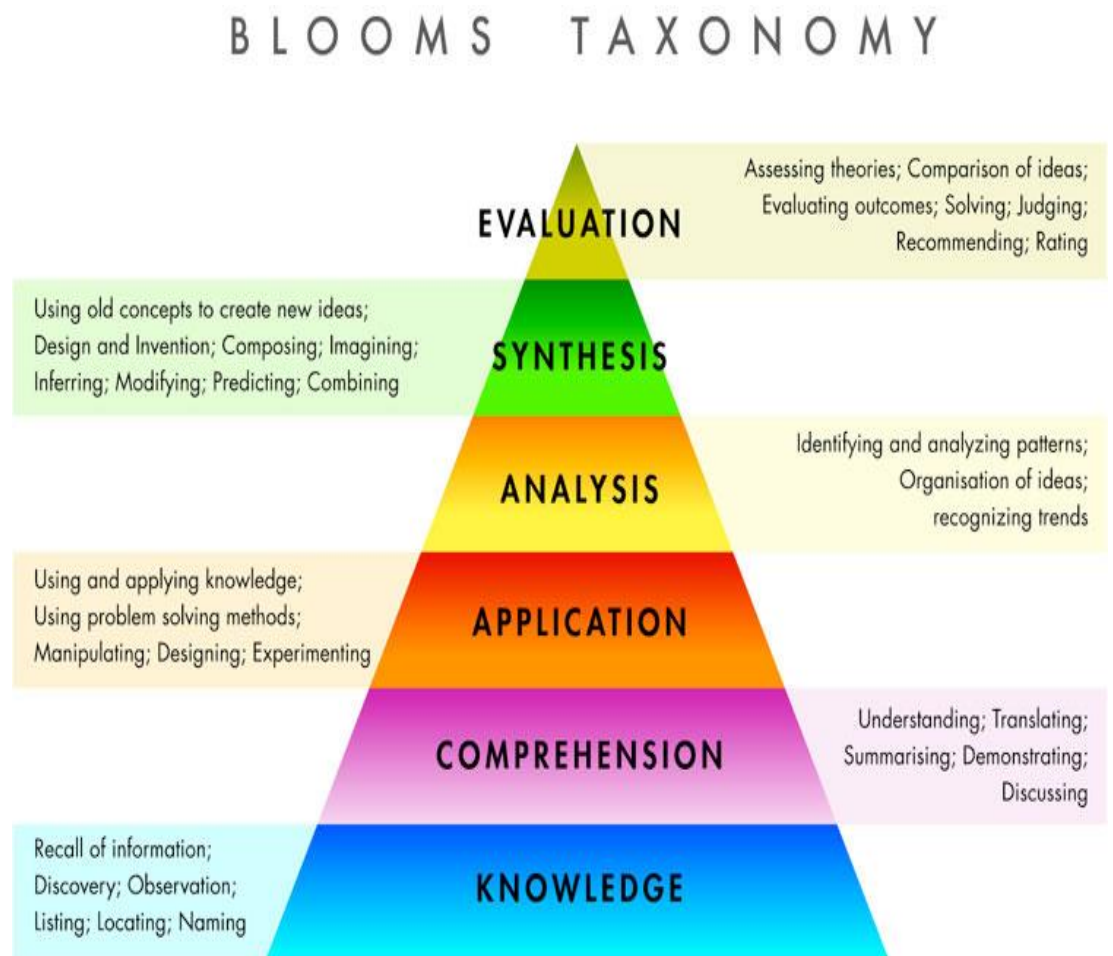 BLOOMS TAXONOMY
EVALUATION
Assessing theories; Comparison of ideas;
Evaluating outcomes; Solving; Judging;
Recommending; Rating
Using old concepts to create new ideas;
Design and Invention; Composing; Imagining;
Inferring; Modifying; Predicting; Combining
SYNTHESIS
ANALYSIS
Identifying and analyzing patterns;
Organisation of ideas;
recognizing trends
Using and applying knowledge;
Using problem solving methods;
Manipulating; Designing; Experimenting
APPLICATION
COMPREHENSION
Understanding; Translating;
Summarising; Demonstrating;
Discussing
Recall of information;
Discovery; Observation;
Listing; Locating; Naming
KNOWLEDGE